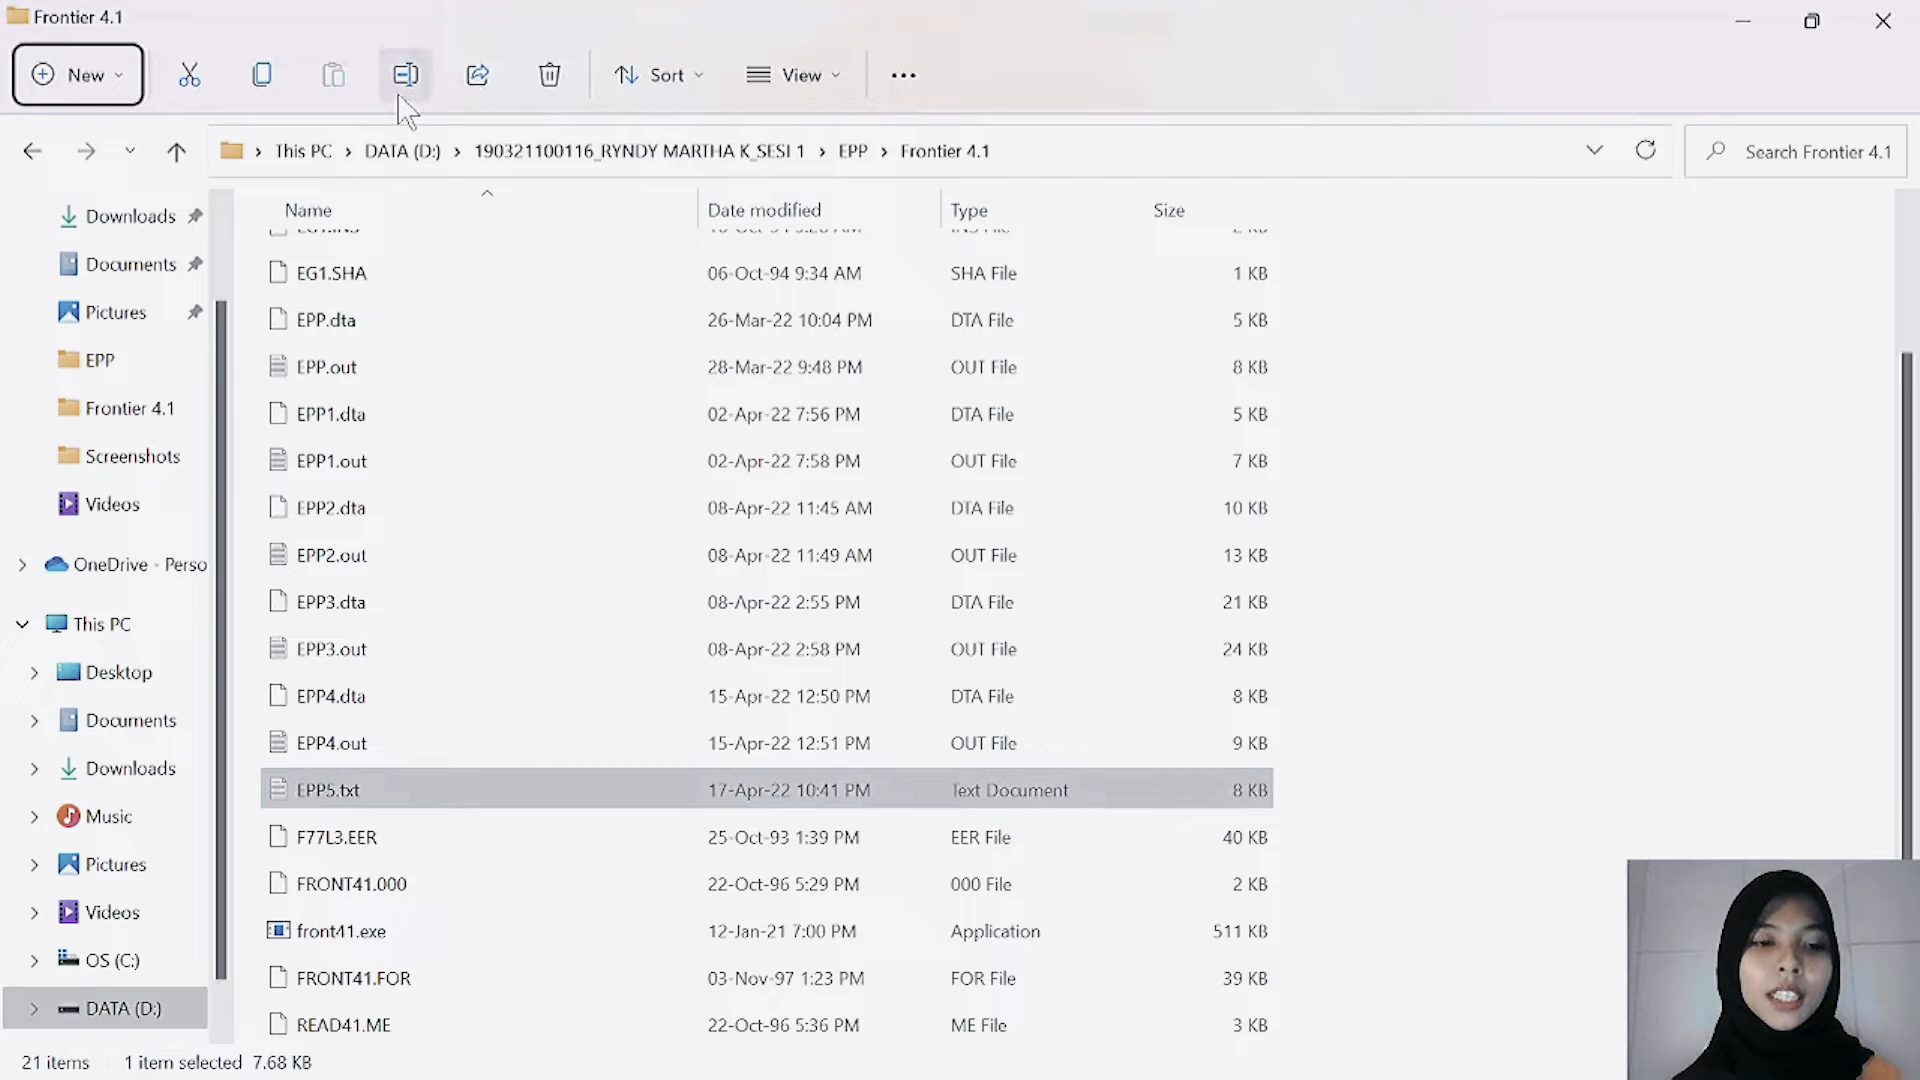 Frontier 4.1
New
Sort
View
This PC > DATA (D:) > 190321100116_RYNDY MARTHA K_SESI 1 > EPP > Frontier 4.1
Search Frontier 4.1
Downloads
Documents
Pictures
EPP
Frontier 4.1
Screenshots
Videos
OneDrive - Perso
This PC
Desktop
Documents
Downloads
Music
Pictures
Videos
OS (C:)
DATA (D:)
Name Date modified Type Size
EG1.SHA 06-Oct-94 9:34 AM SHA File 1 KB
EPP.dta 26-Mar-22 10:04 PM DTA File 5 KB
EPP.out 28-Mar-22 9:48 PM OUT File 8 KB
EPP1.dta 02-Apr-22 7:56 PM DTA File 5 KB
EPP1.out 02-Apr-22 7:58 PM OUT File 7 KB
EPP2.dta 08-Apr-22 11:45 AM DTA File 10 KB
EPP2.out 08-Apr-22 11:49 AM OUT File 13 KB
EPP3.dta 08-Apr-22 2:55 PM DTA File 21 KB
EPP3.out 08-Apr-22 2:58 PM OUT File 24 KB
EPP4.dta 15-Apr-22 12:50 PM DTA File 8 KB
EPP4.out 15-Apr-22 12:51 PM OUT File 9 KB
EPP5.txt 17-Apr-22 10:41 PM Text Document 8 KB
F77L3.EER 25-Oct-93 1:39 PM EER File 40 KB
FRONT41.000 22-Oct-96 5:29 PM 000 File 2 KB
front41.exe 12-Jan-21 7:00 PM Application 511 KB
FRONT41.FOR 03-Nov-97 1:23 PM FOR File 39 KB
READ41.ME 22-Oct-96 5:36 PM ME File 3 KB
21 items 1 item selected 7.68 KB